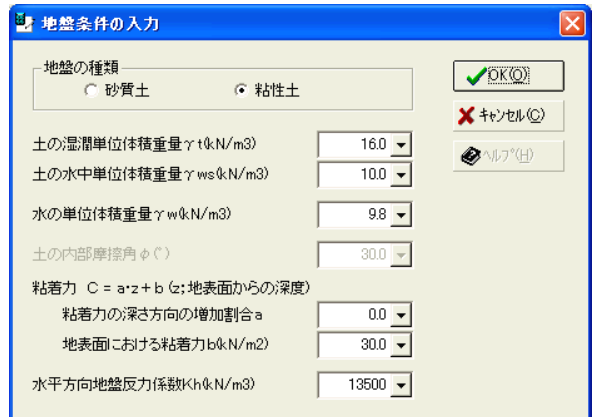 地盤条件の入力
地盤の種類
砂質土 粘性土
OK(O)
キャンセル(C)
ヘルプ(H)
土の湿潤単位体積重量γt(kN/m3) 16.0
土の水中単位体積重量γws(kN/m3) 10.0
水の単位体積重量γw(kN/m3) 9.8
土の内部摩擦角φ(°) 30.0
粘着力 C = a・z + b (z;地表面からの深度)
粘着力の深さ方向の増加割合a 0.0
地表面における粘着力b(kN/m2) 30.0
水平方向地盤反力係数Kh(kN/m3) 13500